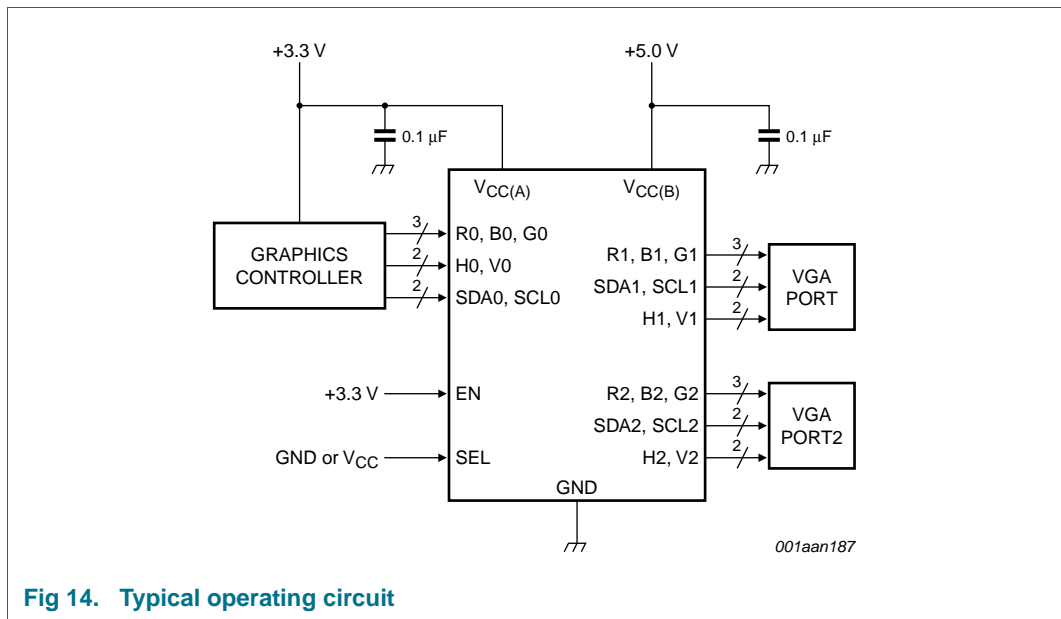 +3.3 V
+5.0 V
0.1 μF
0.1 μF
VCC(A)
VCC(B)
GRAPHICS
CONTROLLER
3
R0, B0, G0
2
H0, V0
2
SDA0, SCL0
R1, B1, G1
3
SDA1, SCL1
2
H1, V1
2
VGA
PORT
+3.3 V
EN
GND or VCC
SEL
R2, B2, G2
3
SDA2, SCL2
2
H2, V2
2
VGA
PORT2
GND
001aan187
Fig 14. Typical operating circuit